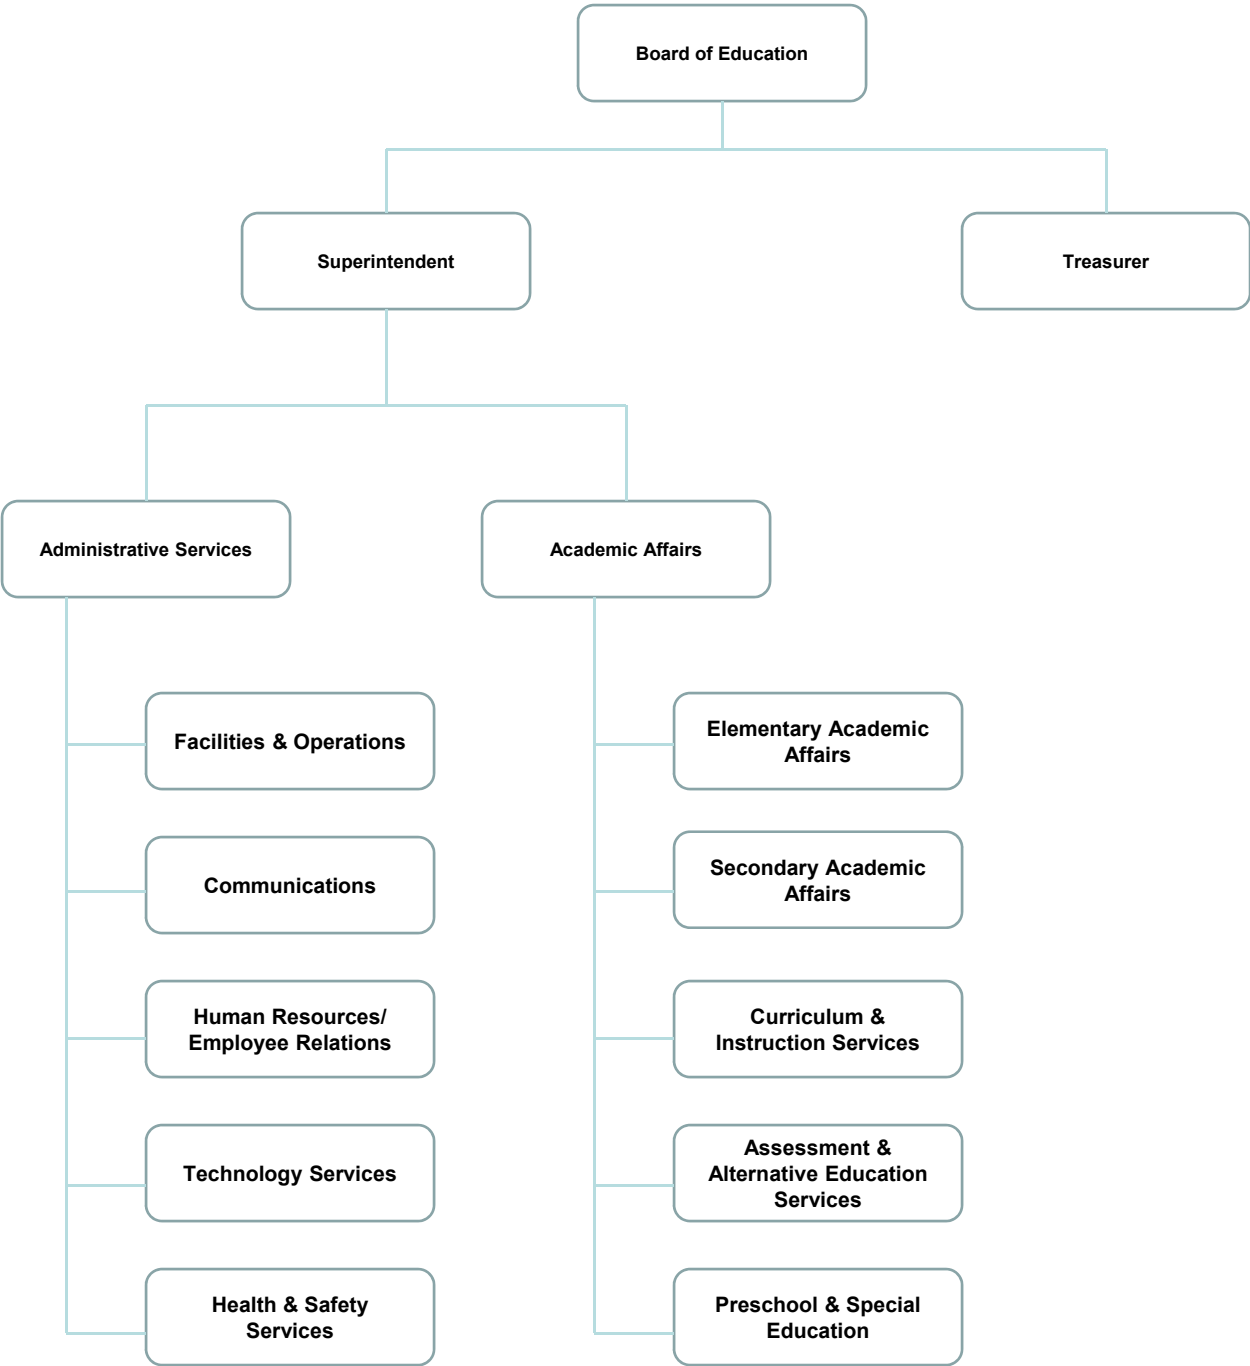 Board of Education
Superintendent
Treasurer
Administrative Services
Academic Affairs
Facilities & Operations
Communications
Human Resources/
Employee Relations
Technology Services
Health & Safety
Services
Elementary Academic
Affairs
Secondary Academic
Affairs
Curriculum &
Instruction Services
Assessment &
Alternative Education
Services
Preschool & Special
Education